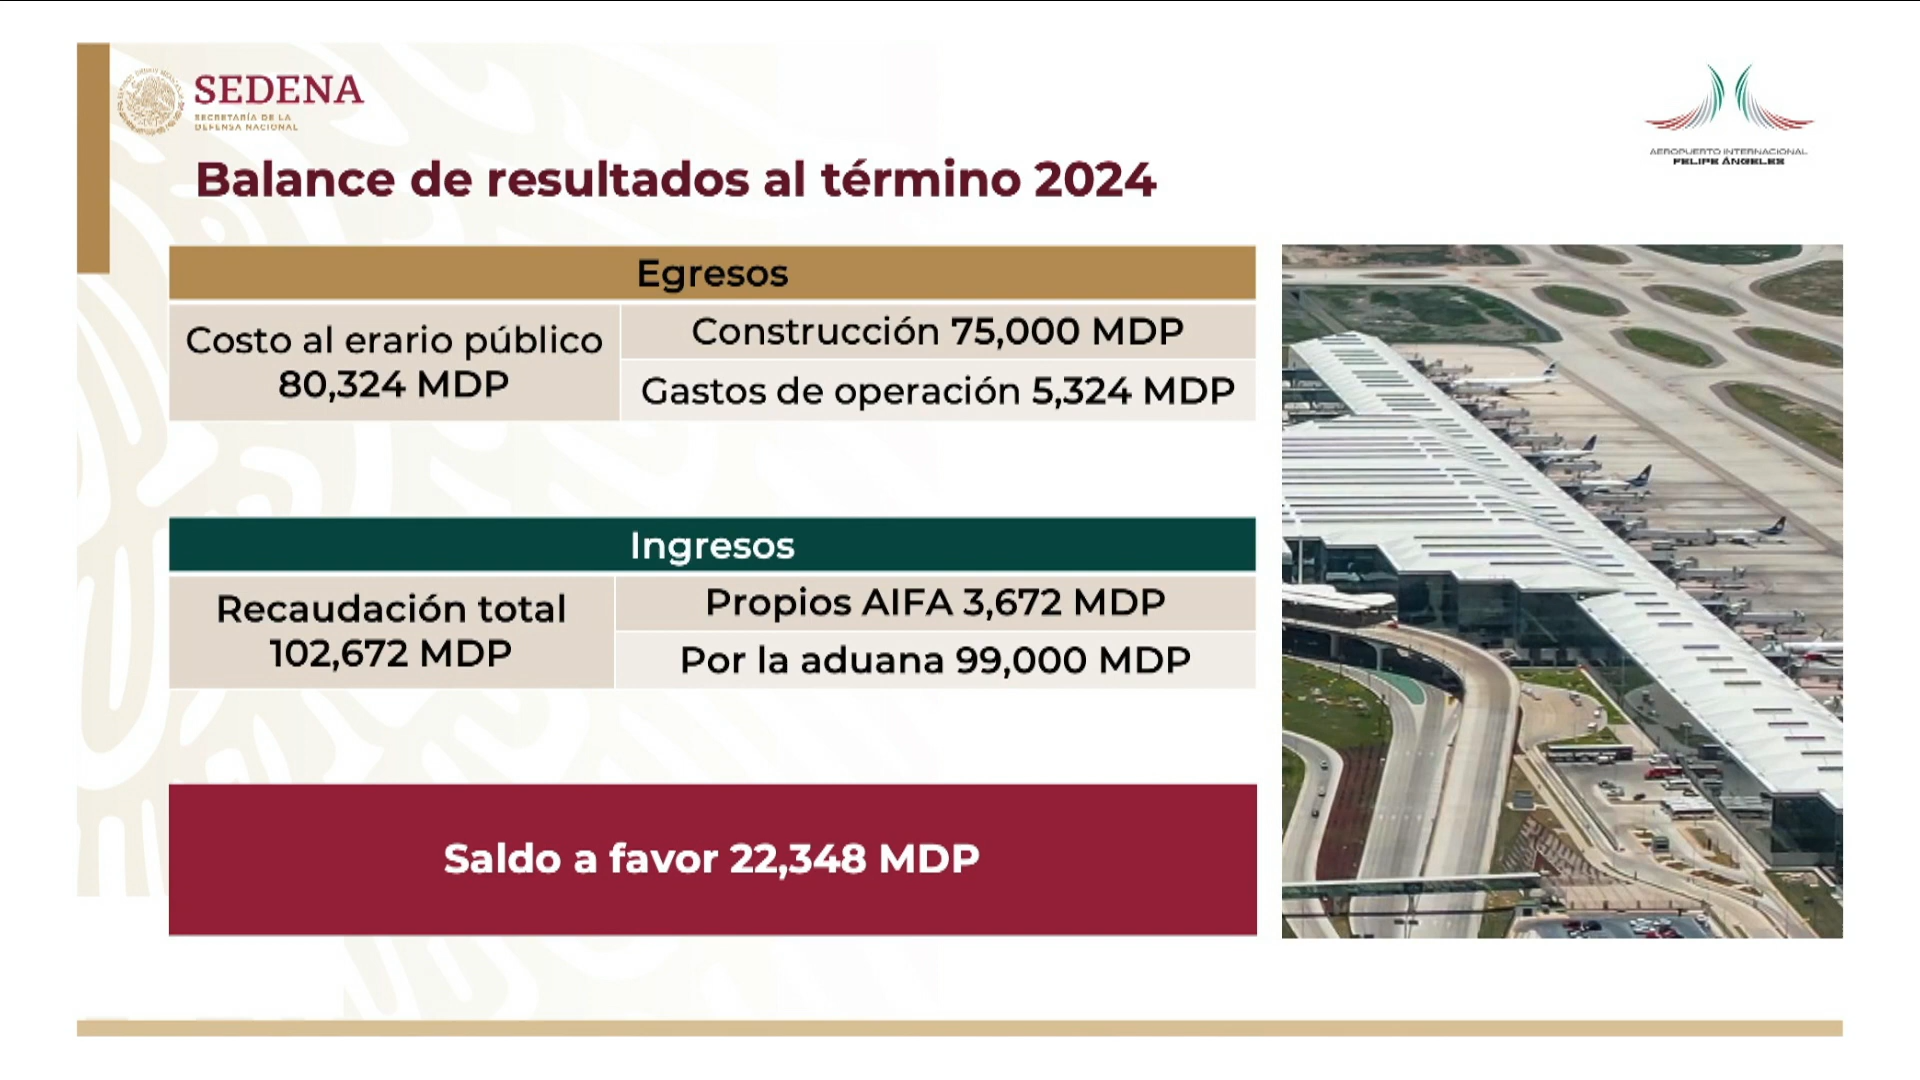 SEDENA
SECRETARÍA DE LA
DEFENSA NACIONAL
AEROPUERTO INTERNACIONAL
FELIPE ÁNGELES
Balance de resultados al término 2024
Egresos
Costo al erario público
80,324 MDP
Construcción 75,000 MDP
Gastos de operación 5,324 MDP
Ingresos
Recaudación total
102,672 MDP
Propios AIFA 3,672 MDP
Por la aduana 99,000 MDP
Saldo a favor 22,348 MDP